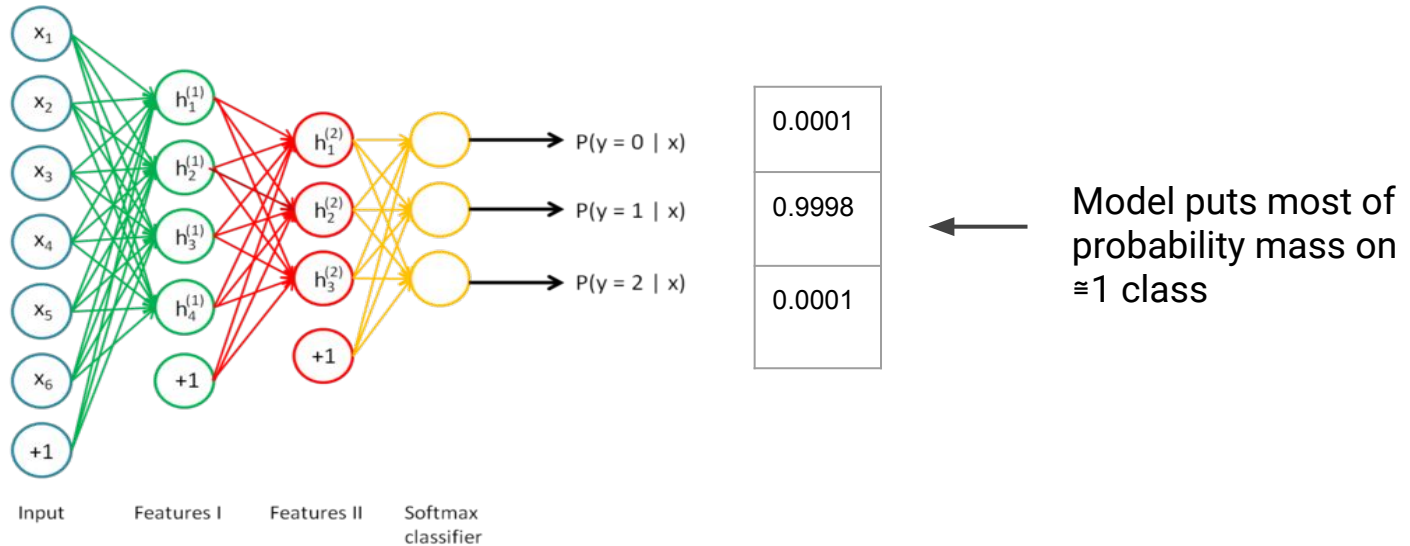 x₁
x₂
x₃
x₄
x₅
x₆
+1
h₁⁽¹⁾
h₂⁽¹⁾
h₃⁽¹⁾
h₄⁽¹⁾
+1
h₁⁽²⁾
h₂⁽²⁾
h₃⁽²⁾
+1
P(y = 0 | x)
P(y = 1 | x)
P(y = 2 | x)
0.0001
0.9998
0.0001
Model puts most of
probability mass on
≅1 class
Input
Features I
Features II
Softmax
classifier